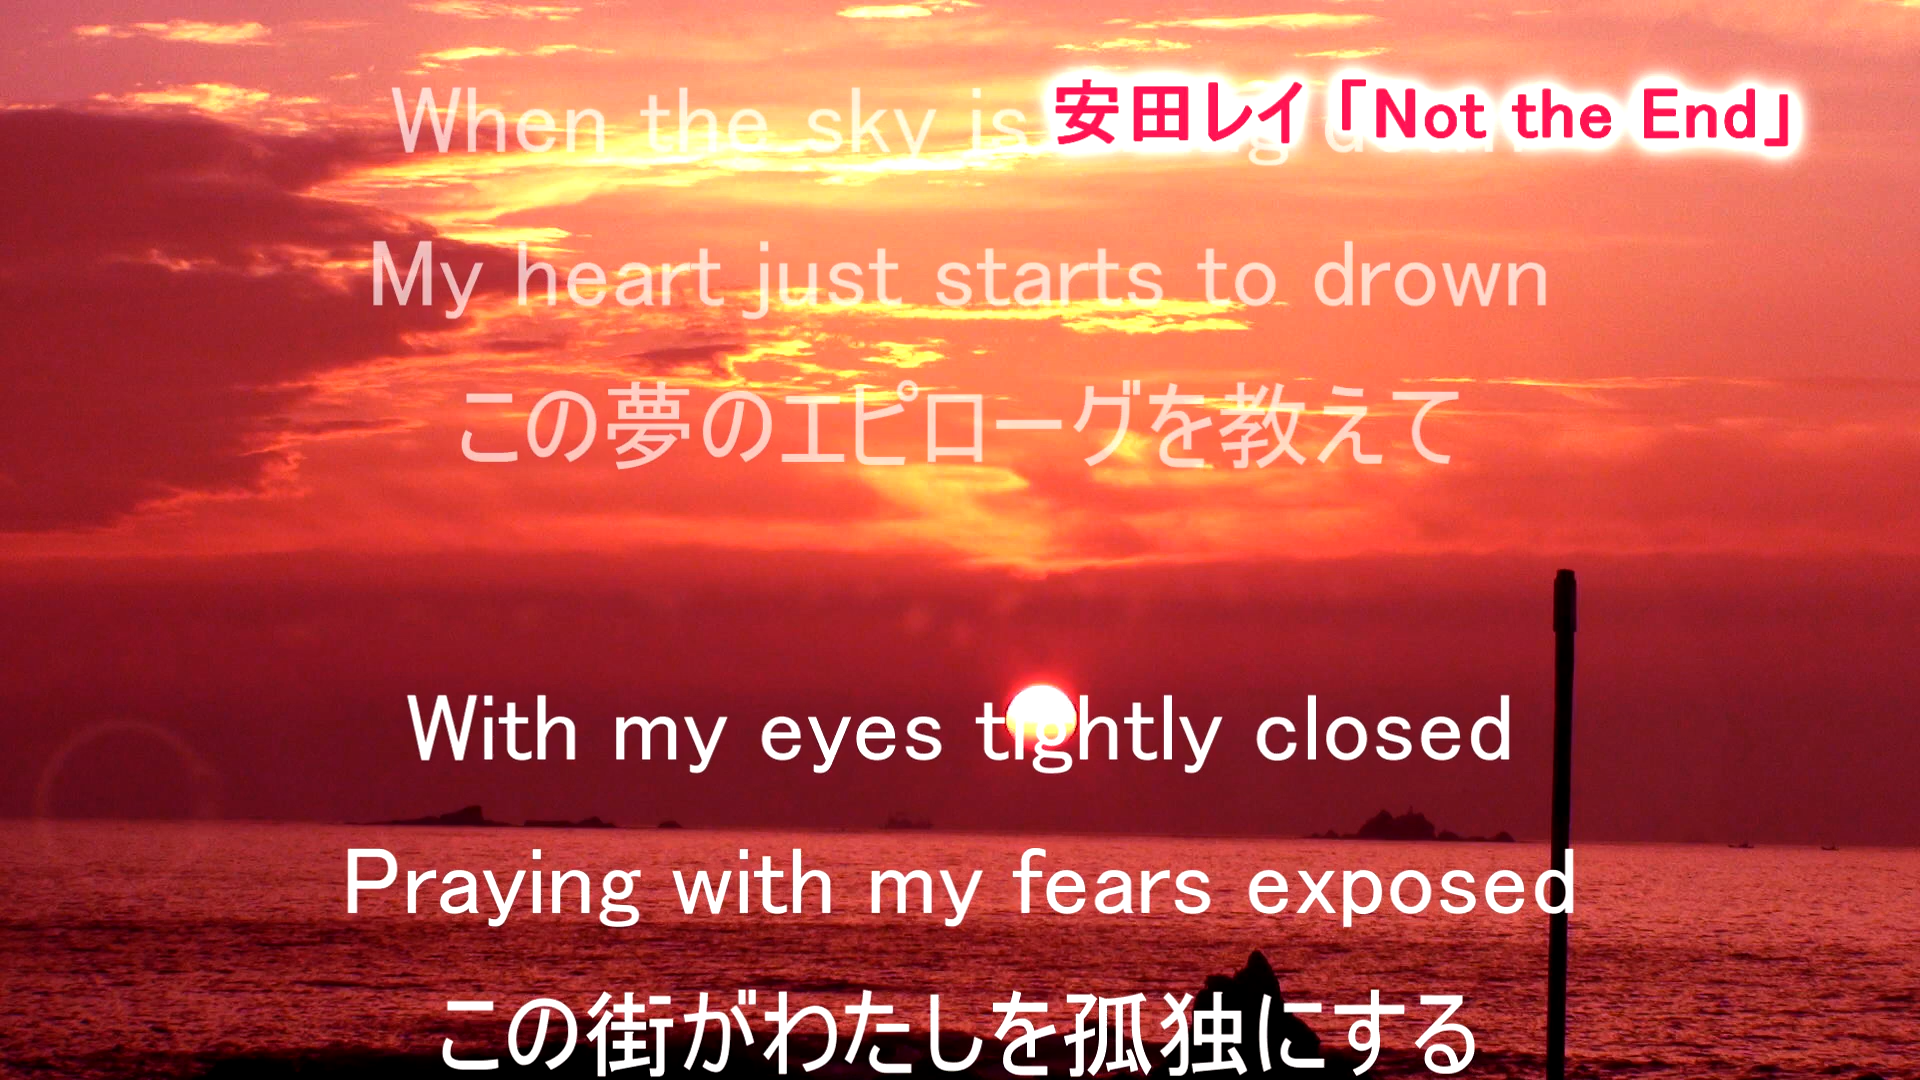 安田レイ「Not the End」
When the sky is
My heart just starts to drown
この夢のエピローグを教えて
With my eyes tightly closed
Praying with my fears exposed
この街がわたしを孤独にする